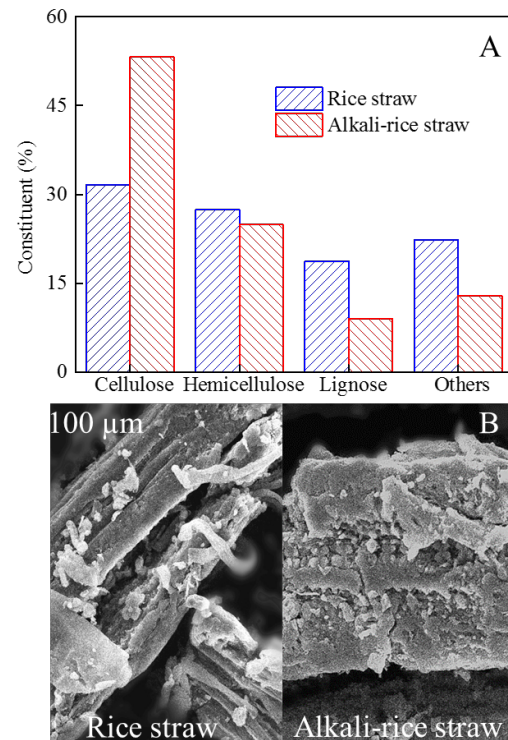 60
A
45
30
15
0
Constituent (%)
Rice straw
Alkali-rice straw
Cellulose Hemicellulose Lignose Others
100 µm
B
Rice straw
Alkali-rice straw